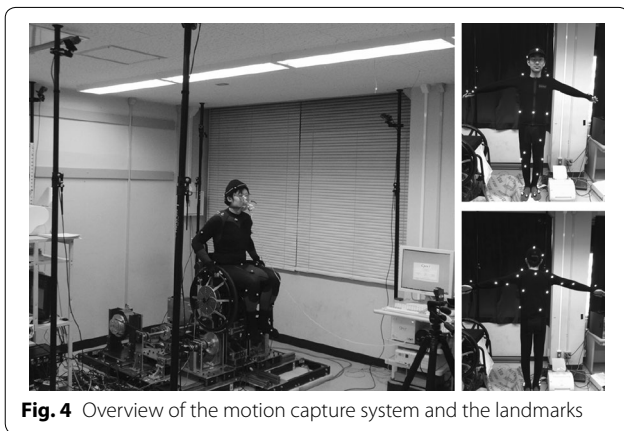 Fig. 4 Overview of the motion capture system and the landmarks